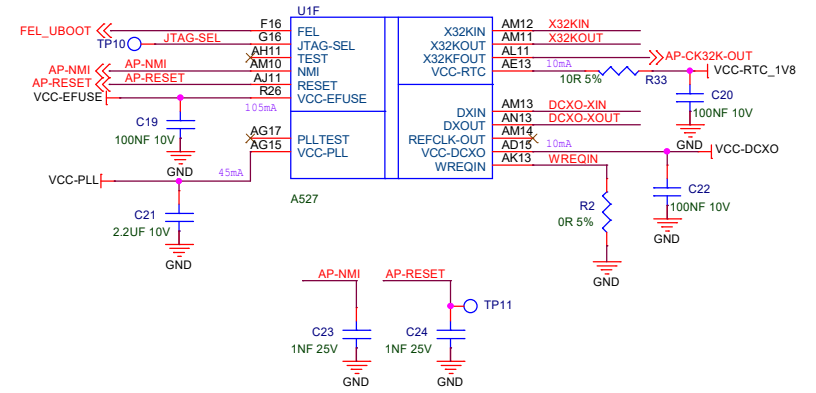 U1F
FEL_UBOOT F16 FEL X32KIN AM12 X32KIN
TP10 JTAG-SEL G16 JTAG-SEL X32KOUT AM11 X32KOUT
AH11 TEST X32KFOUT AL11 AP-CK32K-OUT
AP-NMI AP-NMI AM10 NMI VCC-RTC AE13 10mA VCC-RTC_1V8
AP-RESET AP-RESET AJ11 RESET 10R 5% R33
VCC-EFUSE R26 VCC-EFUSE
105mA
C19
100NF 10V
GND
C20
100NF 10V
GND
DXIN AM13 DCXO-XIN
DXOUT AN13 DCXO-XOUT
AG17 PLLTEST REFCLK-OUT AM14
AG15 VCC-PLL VCC-DCXO AD15 10mA VCC-DCXO
WREQIN AK13 WREQIN
VCC-PLL 45mA
A527
C21
2.2UF 10V
GND
R2
0R 5%
GND
C22
100NF 10V
GND
AP-NMI AP-RESET
TP11
C23 C24
1NF 25V 1NF 25V
GND GND